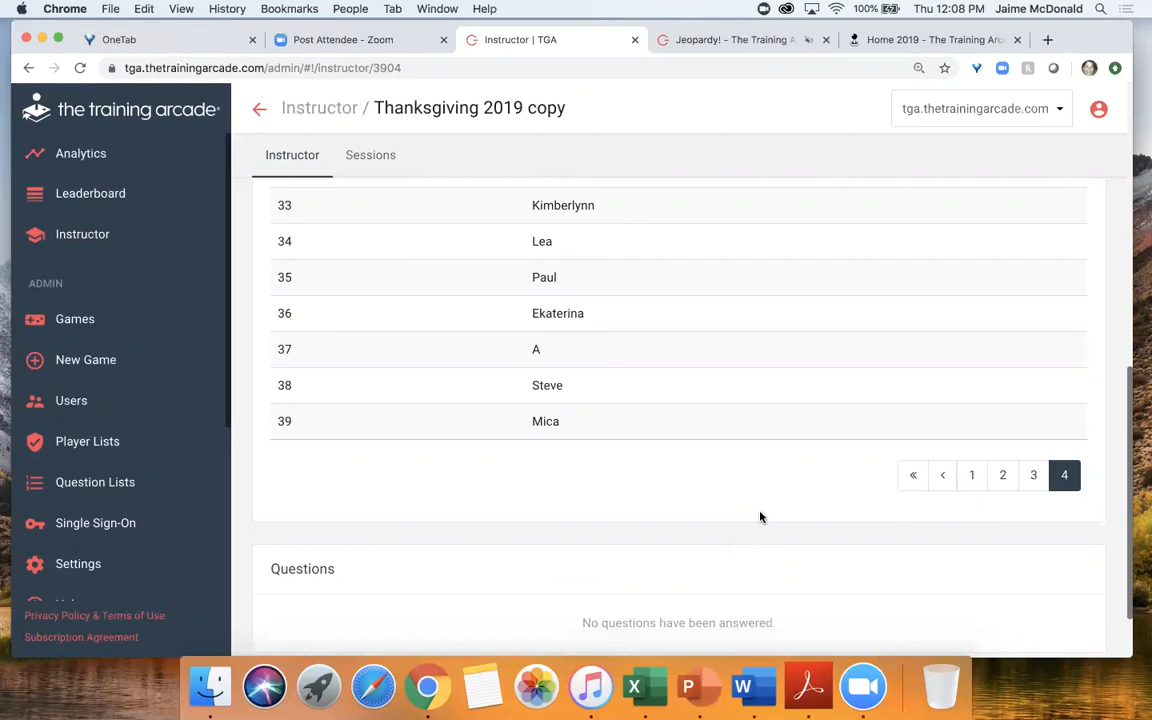 Chrome File Edit View History Bookmarks People Tab Window Help 100% Thu 12:08 PM Jaime McDonald
OneTab
Post Attendee - Zoom
Instructor | TGA
Jeopardy! - The Training A
Home 2019 - The Training Arc
tga.thetrainingarcade.com/admin/#!/instructor/3904
the training arcade
Instructor / Thanksgiving 2019 copy
tga.thetrainingarcade.com
Instructor Sessions
Analytics
Leaderboard
Instructor
ADMIN
Games
New Game
Users
Player Lists
Question Lists
Single Sign-On
Settings
Privacy Policy & Terms of Use
Subscription Agreement
33 Kimberlynn
34 Lea
35 Paul
36 Ekaterina
37 A
38 Steve
39 Mica
« ‹ 1 2 3 4
Questions
No questions have been answered.